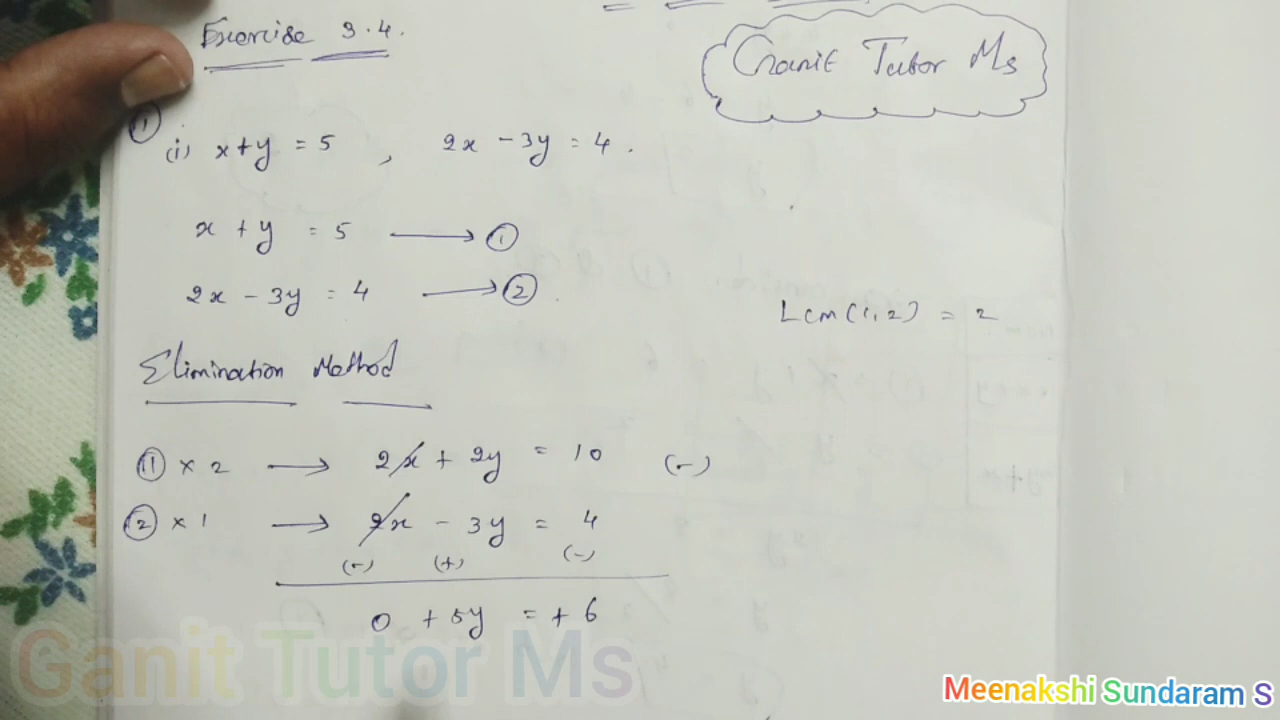 Exercise 3.4.
Ganit Tutor Ms
① (i) x+y = 5 , 2x - 3y = 4 .
x + y = 5 ⟶ ①
2x - 3y = 4 ⟶ ②
Lcm(1,2) = 2
Elimination Method
① × 2 ⟶ 2x + 2y = 10 (-)
② × 1 ⟶ 2x - 3y = 4
(-) (+) (-)
0 + 5y = + 6
Ganit Tutor Ms
Meenakshi Sundaram S